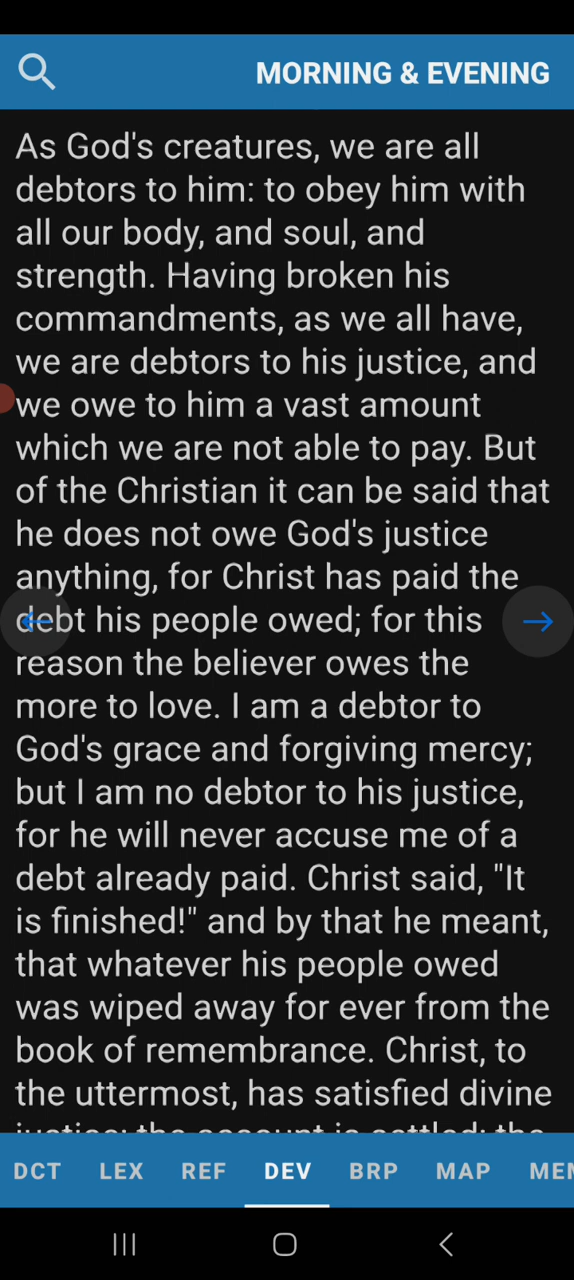 MORNING & EVENING
As God's creatures, we are all
debtors to him: to obey him with
all our body, and soul, and
strength. Having broken his
commandments, as we all have,
we are debtors to his justice, and
we owe to him a vast amount
which we are not able to pay. But
of the Christian it can be said that
he does not owe God's justice
anything, for Christ has paid the
debt his people owed; for this
reason the believer owes the
more to love. I am a debtor to
God's grace and forgiving mercy;
but I am no debtor to his justice,
for he will never accuse me of a
debt already paid. Christ said, "It
is finished!" and by that he meant,
that whatever his people owed
was wiped away for ever from the
book of remembrance. Christ, to
the uttermost, has satisfied divine
justice; the account is settled; the
DCT LEX REF DEV BRP MAP MEM